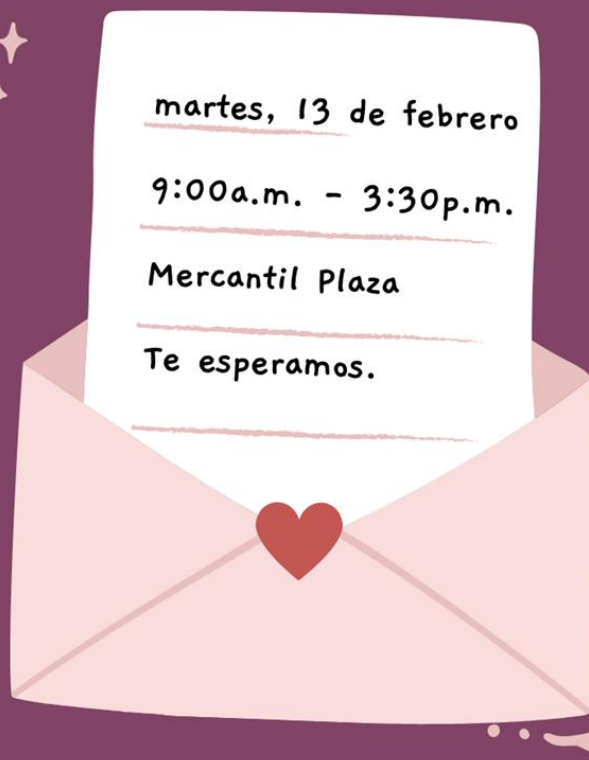 martes, 13 de febrero
9:00a.m. - 3:30p.m.
Mercantil Plaza
Te esperamos.